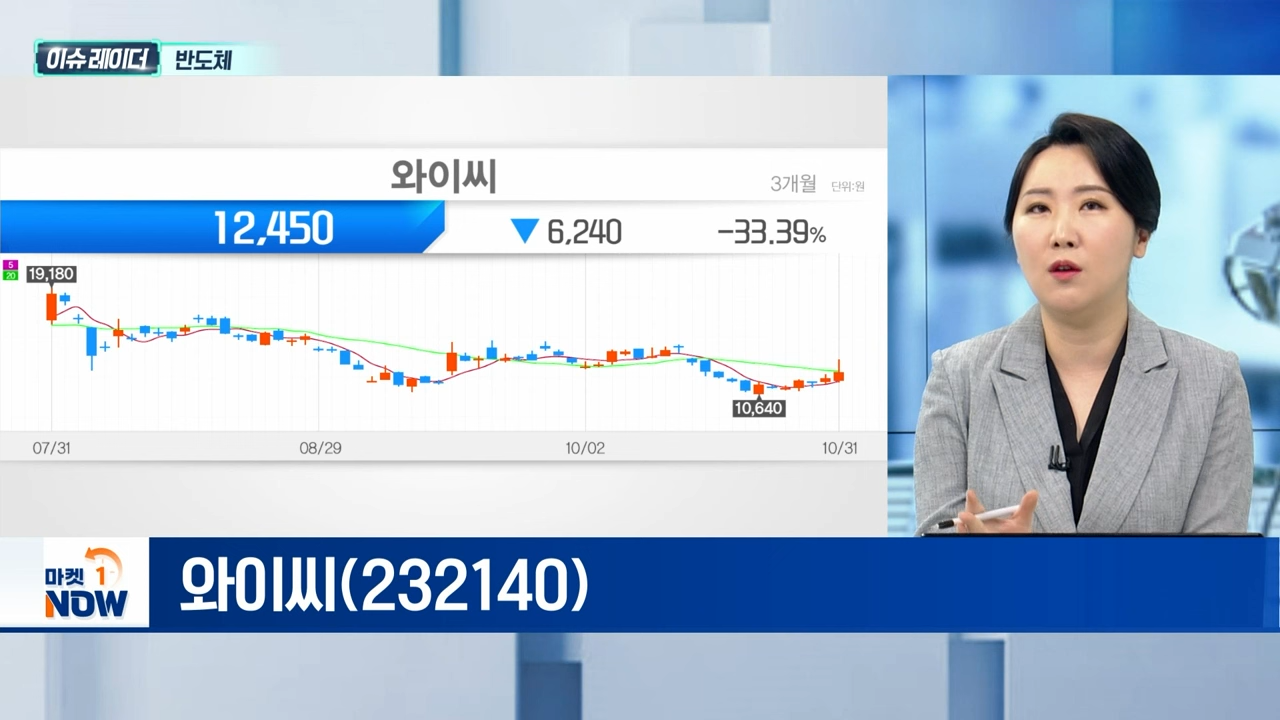 이슈 레이더 반도체
와이씨
3개월 단위:원
12,450 ▼ 6,240 -33.39%
5
20
19,180
10,640
07/31 08/29 10/02 10/31
마켓 1
NOW
와이씨(232140)